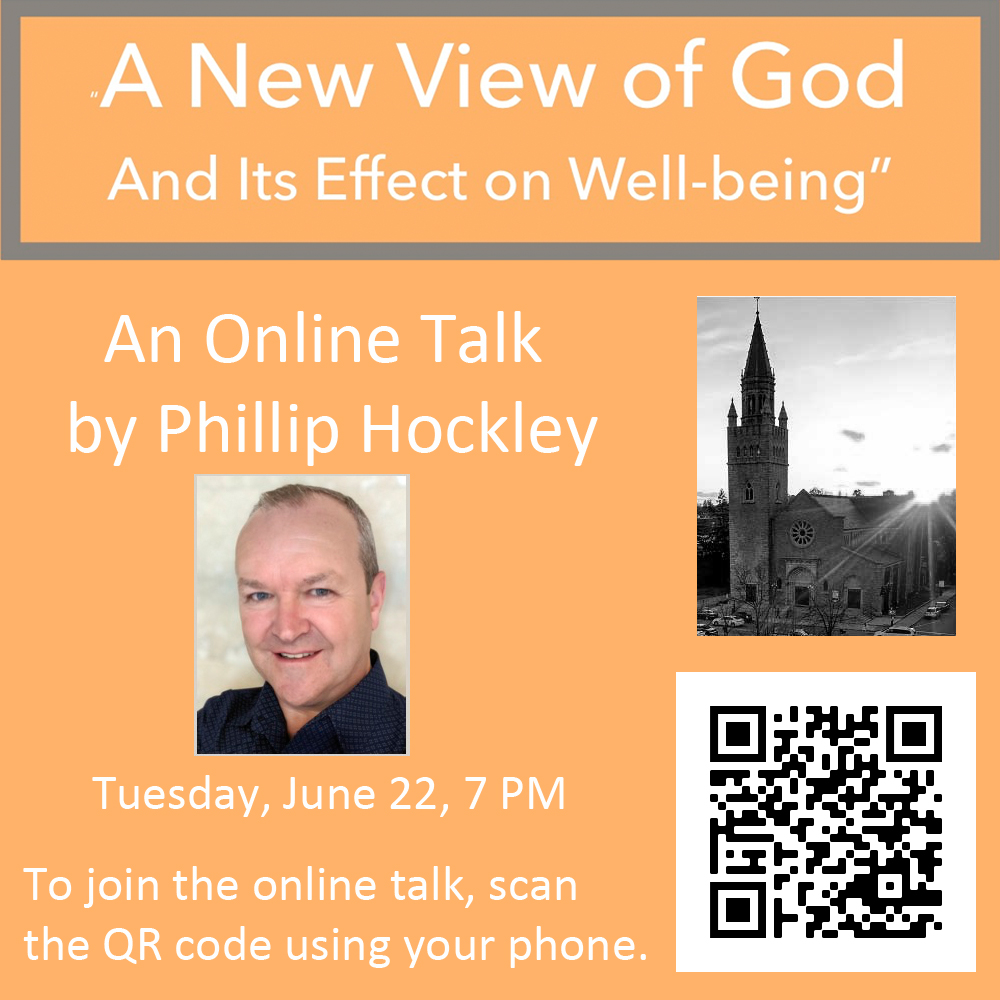 "A New View of God
And Its Effect on Well-being”
An Online Talk
by Phillip Hockley
Tuesday, June 22, 7 PM
To join the online talk, scan
the QR code using your phone.